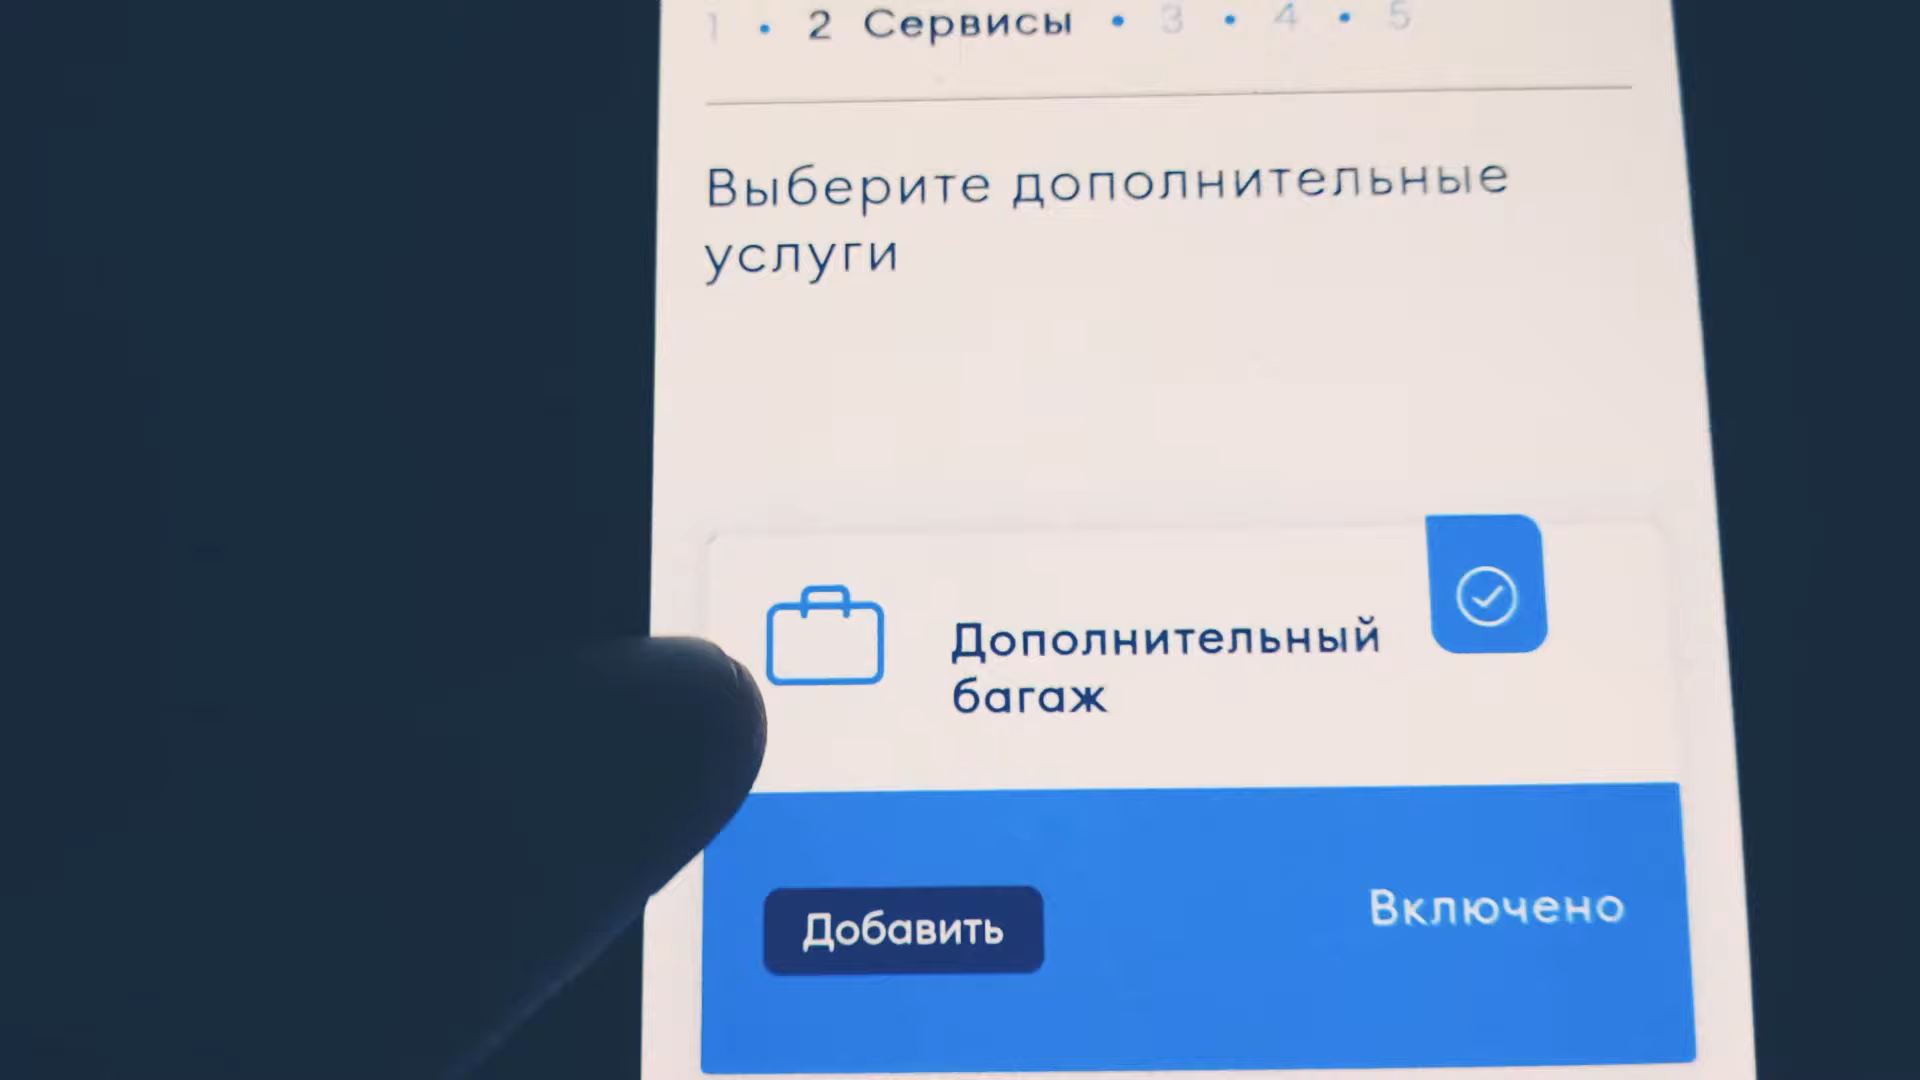 1 • 2 Сервисы • 3 • 4 • 5
Выберите дополнительные
услуги
Дополнительный
багаж
Добавить
Включено